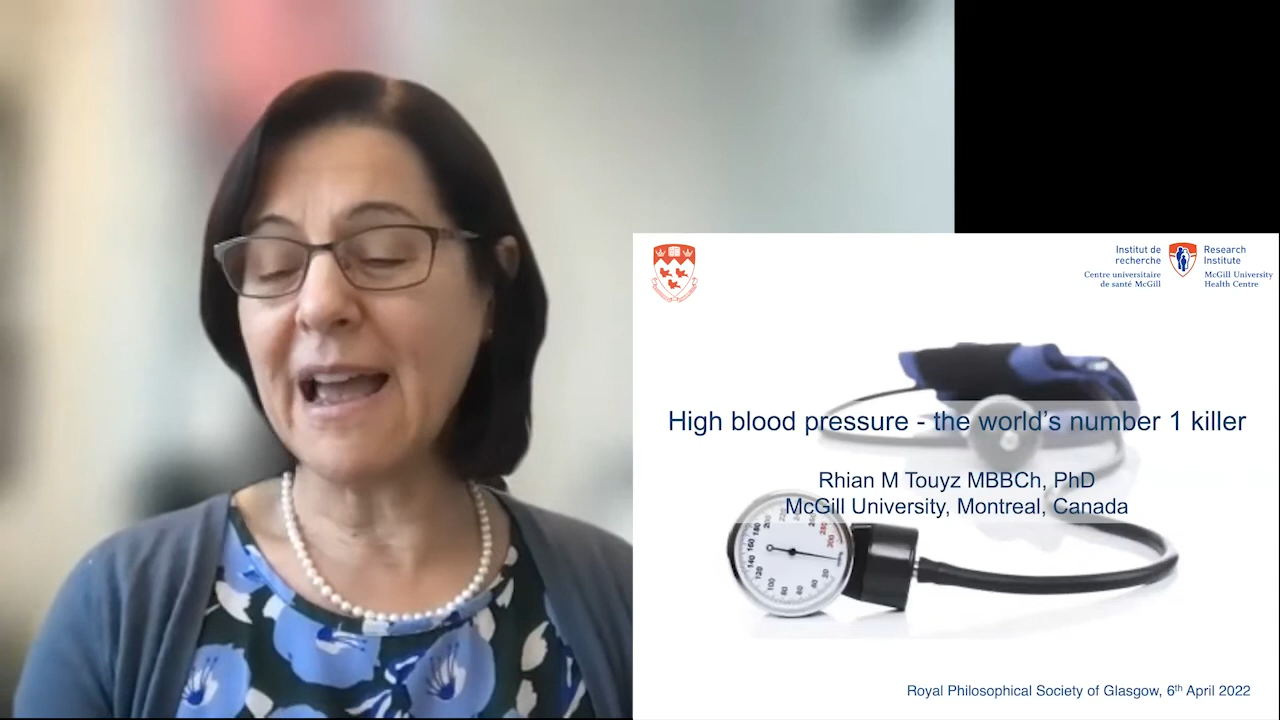 Institut de
recherche
Centre universitaire
de santé McGill
Research
Institute
McGill University
Health Centre
High blood pressure - the world's number 1 killer
Rhian M Touyz MBBCh, PhD
McGill University, Montreal, Canada
Royal Philosophical Society of Glasgow, 6th April 2022